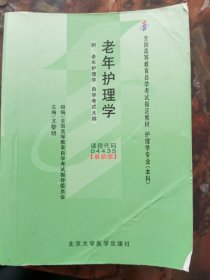 全国高等教育自学考试指定教材 护理学专业(本科)
老年护理学
附 老年护理学 自学考试大纲
课程代码
04435
【最新版】
组编/全国高等教育自学考试指导委员会
主编/尤黎明
北京大学医学出版社